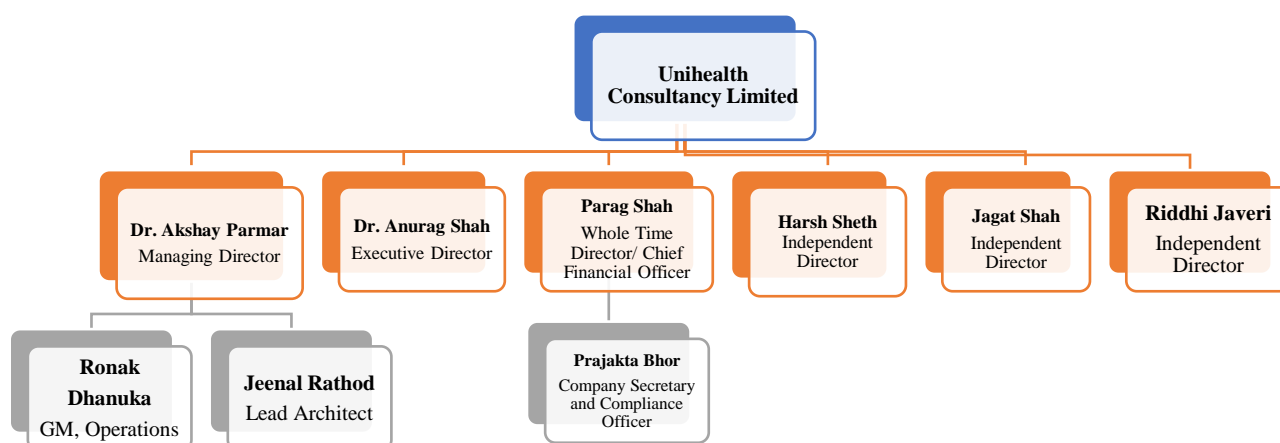 Unihealth
Consultancy Limited
Dr. Akshay Parmar
Managing Director
Dr. Anurag Shah
Executive Director
Parag Shah
Whole Time
Director/ Chief
Financial Officer
Harsh Sheth
Independent
Director
Jagat Shah
Independent
Director
Riddhi Javeri
Independent
Director
Ronak
Dhanuka
GM, Operations
Jeenal Rathod
Lead Architect
Prajakta Bhor
Company Secretary
and Compliance
Officer